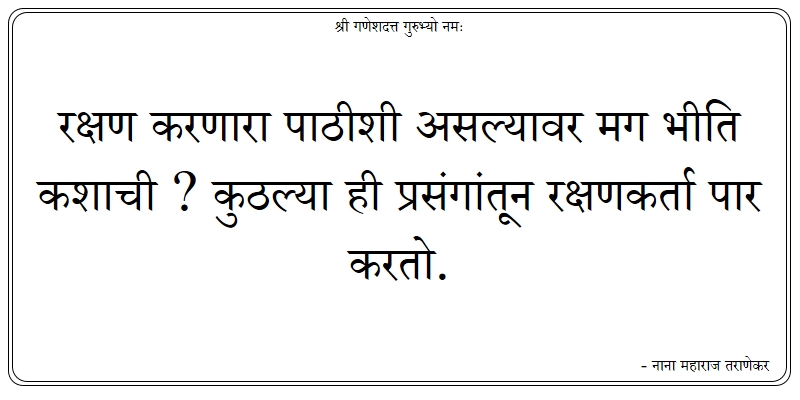 श्री गणेशदत्त गुरुभ्यो नमः
रक्षण करणारा पाठीशी असल्यावर मग भीति
कशाची ? कुठल्या ही प्रसंगांतून रक्षणकर्ता पार
करतो.
- नाना महाराज तराणेकर